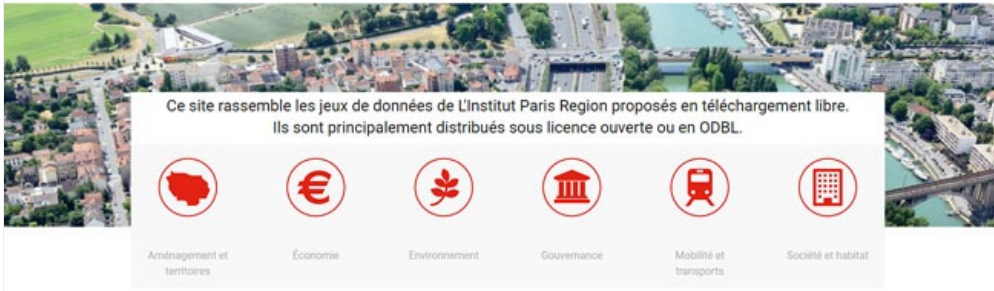 Ce site rassemble les jeux de données de L'Institut Paris Region proposés en téléchargement libre.
Ils sont principalement distribués sous licence ouverte ou en ODBL.
Aménagement et
territoires
Économie
Environnement
Gouvernance
Mobilité et
transports
Société et habitat